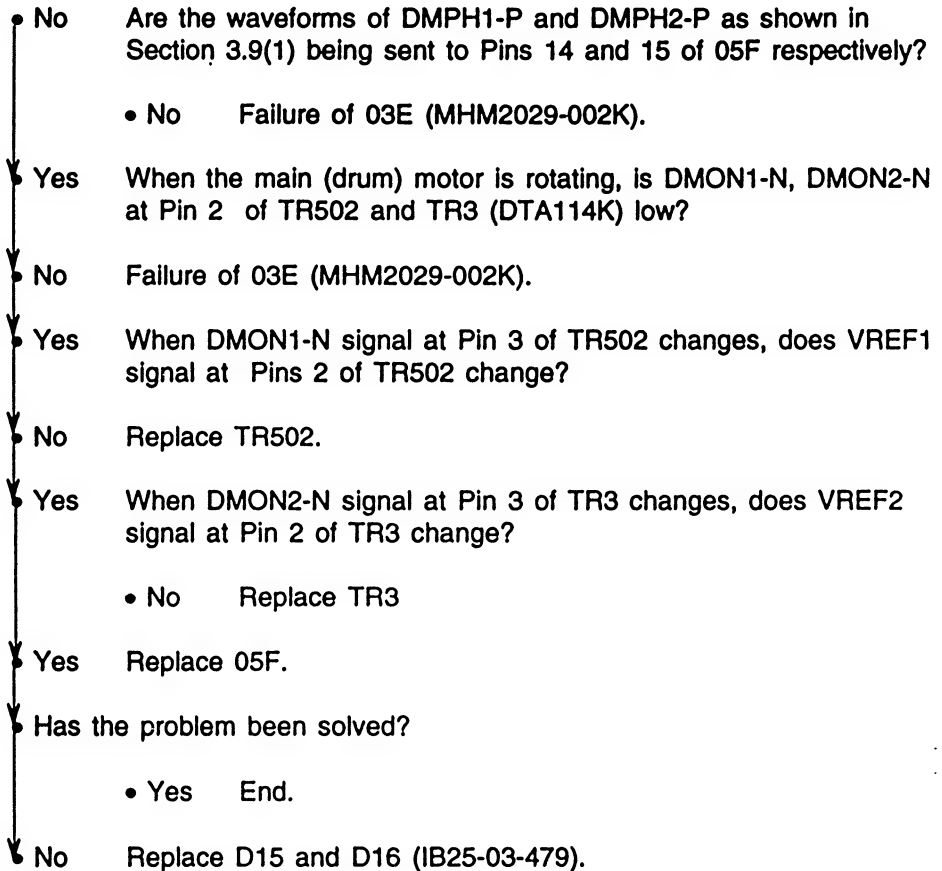 • No Are the waveforms of DMPH1-P and DMPH2-P as shown in
Section 3.9(1) being sent to Pins 14 and 15 of 05F respectively?
• No Failure of 03E (MHM2029-002K).
Yes When the main (drum) motor is rotating, is DMON1-N, DMON2-N
at Pin 2 of TR502 and TR3 (DTA114K) low?
• No Failure of 03E (MHM2029-002K).
• Yes When DMON1-N signal at Pin 3 of TR502 changes, does VREF1
signal at Pins 2 of TR502 change?
• No Replace TR502.
• Yes When DMON2-N signal at Pin 3 of TR3 changes, does VREF2
signal at Pin 2 of TR3 change?
• No Replace TR3
• Yes Replace 05F.
• Has the problem been solved?
• Yes End.
• No Replace D15 and D16 (IB25-03-479).